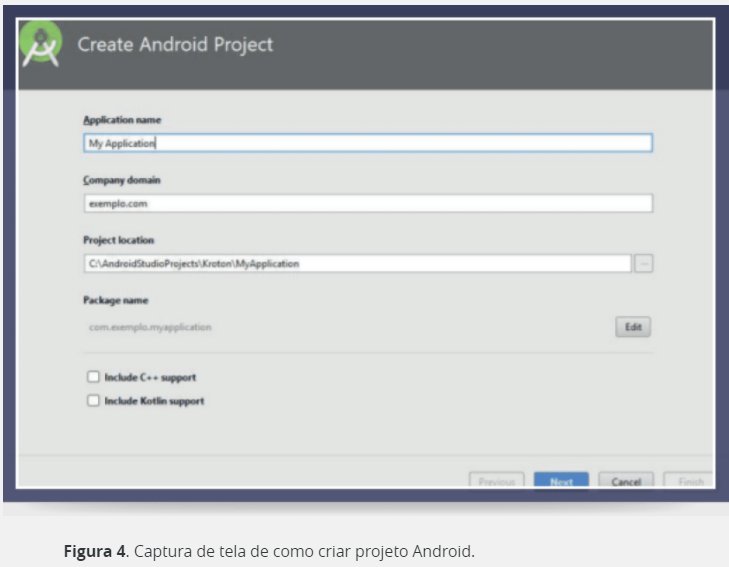 Create Android Project
Application name
My Application
Company domain
exemplo.com
Project location
C:\AndroidStudioProjects\Kroton\MyApplication
...
Package name
com.exemplo.myapplication
Edit
Include C++ support
Include Kotlin support
Previous Next Cancel Finish
Figura 4. Captura de tela de como criar projeto Android.